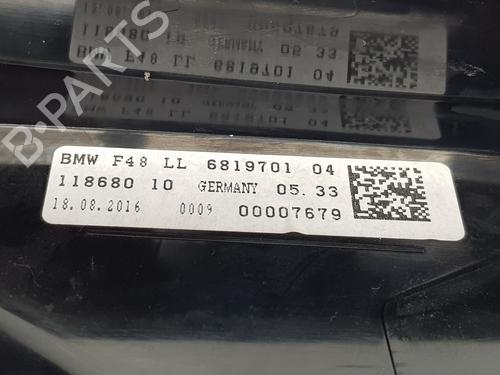 BMW F48 LL 6819701 04
118680 10 GERMANY 05.33
18.08.2016 0009 00007679
B-PARTS